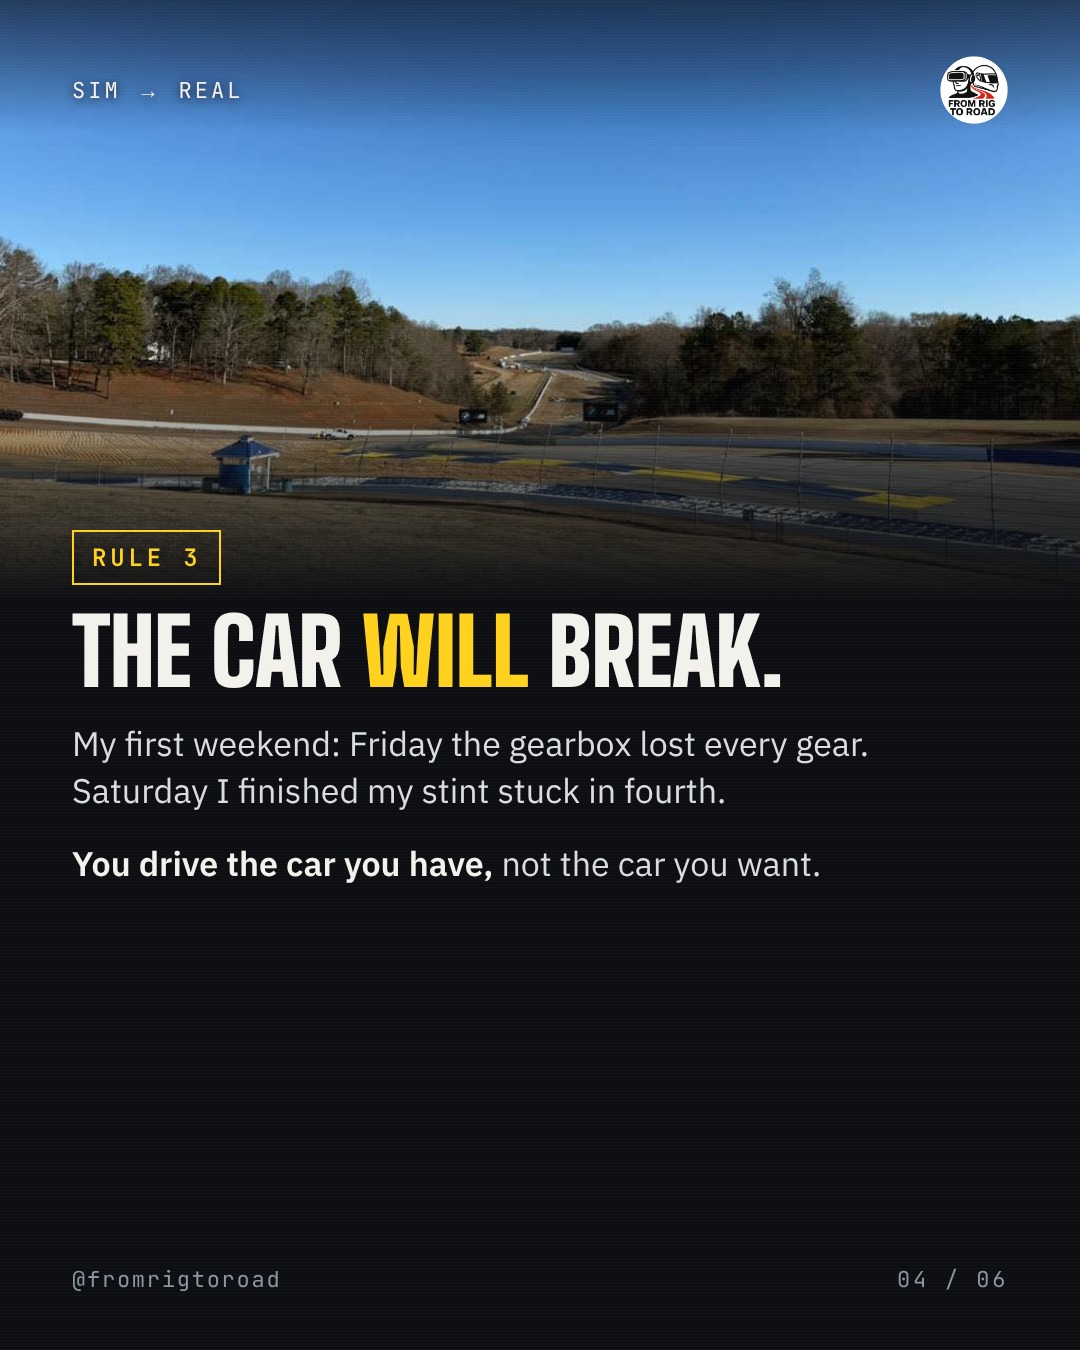 SIM → REAL
FROM RIG
TO ROAD
RULE 3
THE CAR WILL BREAK.
My first weekend: Friday the gearbox lost every gear.
Saturday I finished my stint stuck in fourth.
You drive the car you have, not the car you want.
@fromrigtoroad
04 / 06